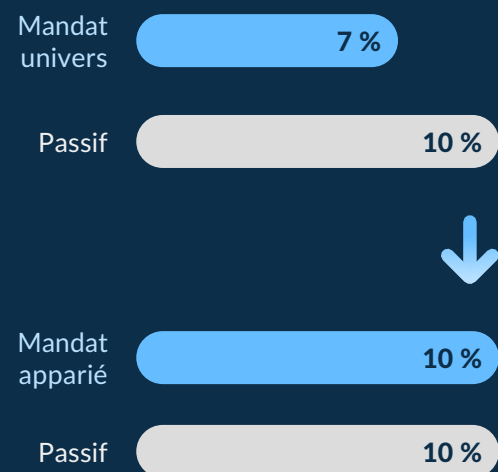 Mandat
univers
7 %
Passif
10 %
Mandat
apparié
10 %
Passif
10 %